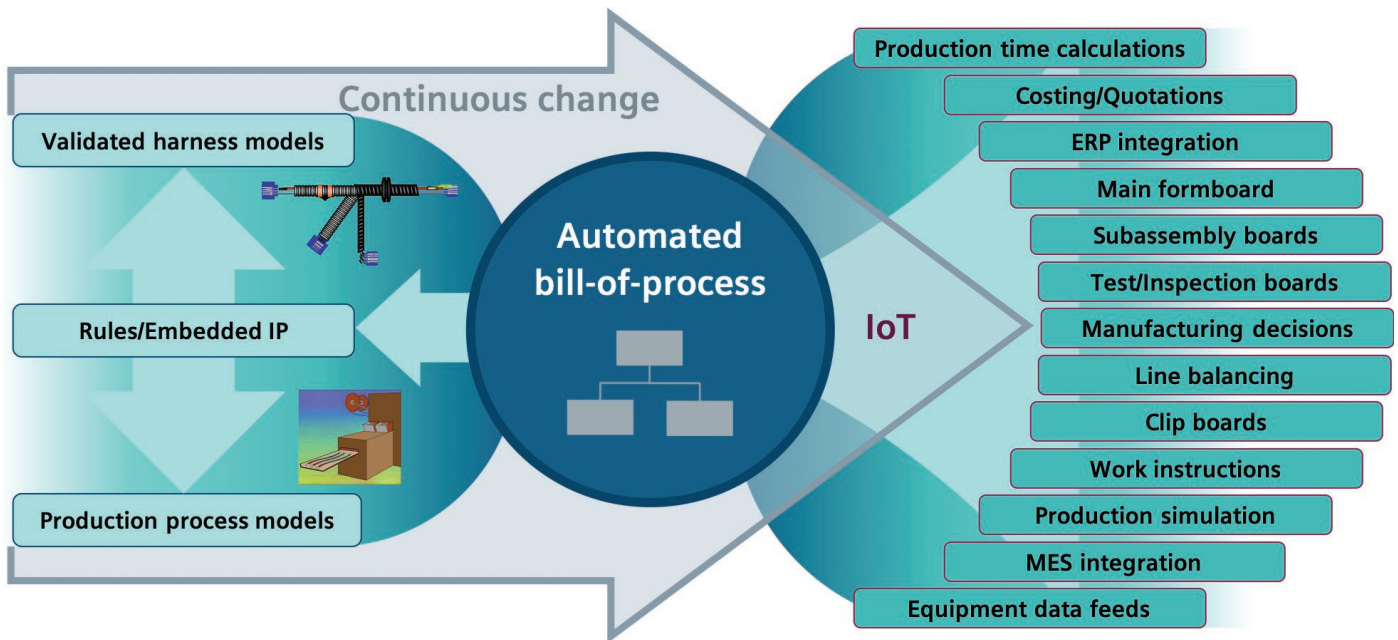 Continuous change
Validated harness models
Rules/Embedded IP
Production process models
Automated
bill-of-process
IoT
Production time calculations
Costing/Quotations
ERP integration
Main formboard
Subassembly boards
Test/Inspection boards
Manufacturing decisions
Line balancing
Clip boards
Work instructions
Production simulation
MES integration
Equipment data feeds